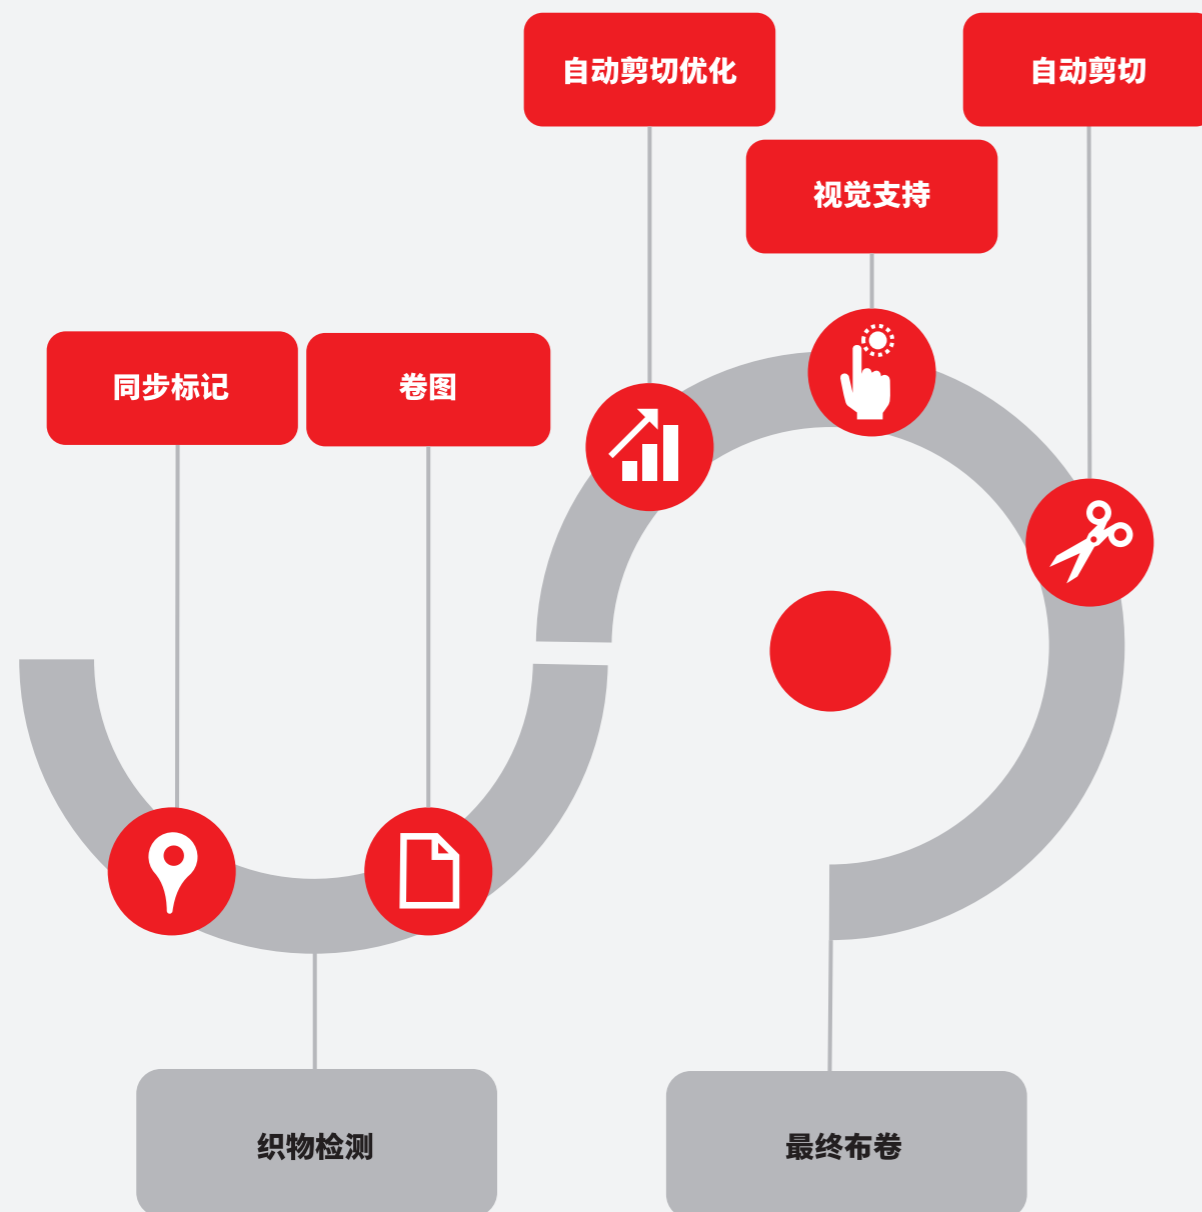 自动剪切优化
自动剪切
视觉支持
同步标记
卷图
织物检测
最终布卷